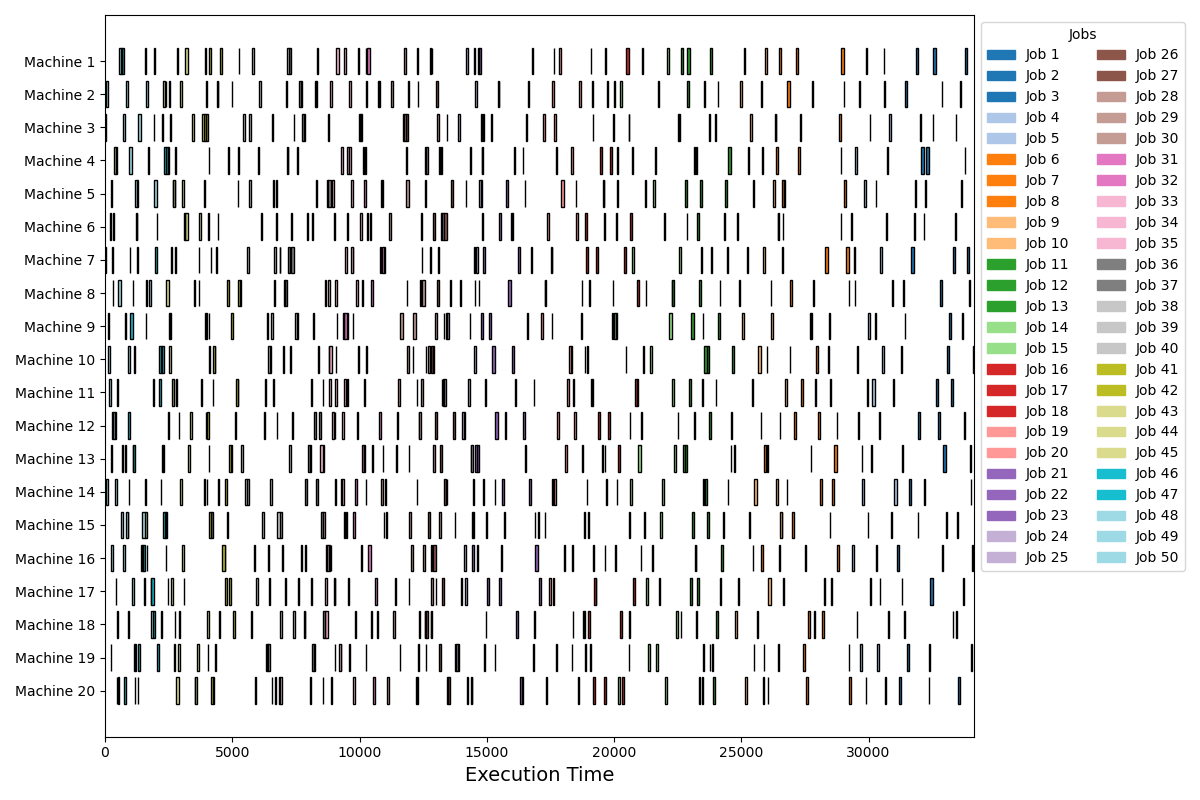 Machine 1
Machine 2
Machine 3
Machine 4
Machine 5
Machine 6
Machine 7
Machine 8
Machine 9
Machine 10
Machine 11
Machine 12
Machine 13
Machine 14
Machine 15
Machine 16
Machine 17
Machine 18
Machine 19
Machine 20
0 5000 10000 15000 20000 25000 30000
Execution Time
Jobs
Job 1 Job 26
Job 2 Job 27
Job 3 Job 28
Job 4 Job 29
Job 5 Job 30
Job 6 Job 31
Job 7 Job 32
Job 8 Job 33
Job 9 Job 34
Job 10 Job 35
Job 11 Job 36
Job 12 Job 37
Job 13 Job 38
Job 14 Job 39
Job 15 Job 40
Job 16 Job 41
Job 17 Job 42
Job 18 Job 43
Job 19 Job 44
Job 20 Job 45
Job 21 Job 46
Job 22 Job 47
Job 23 Job 48
Job 24 Job 49
Job 25 Job 50